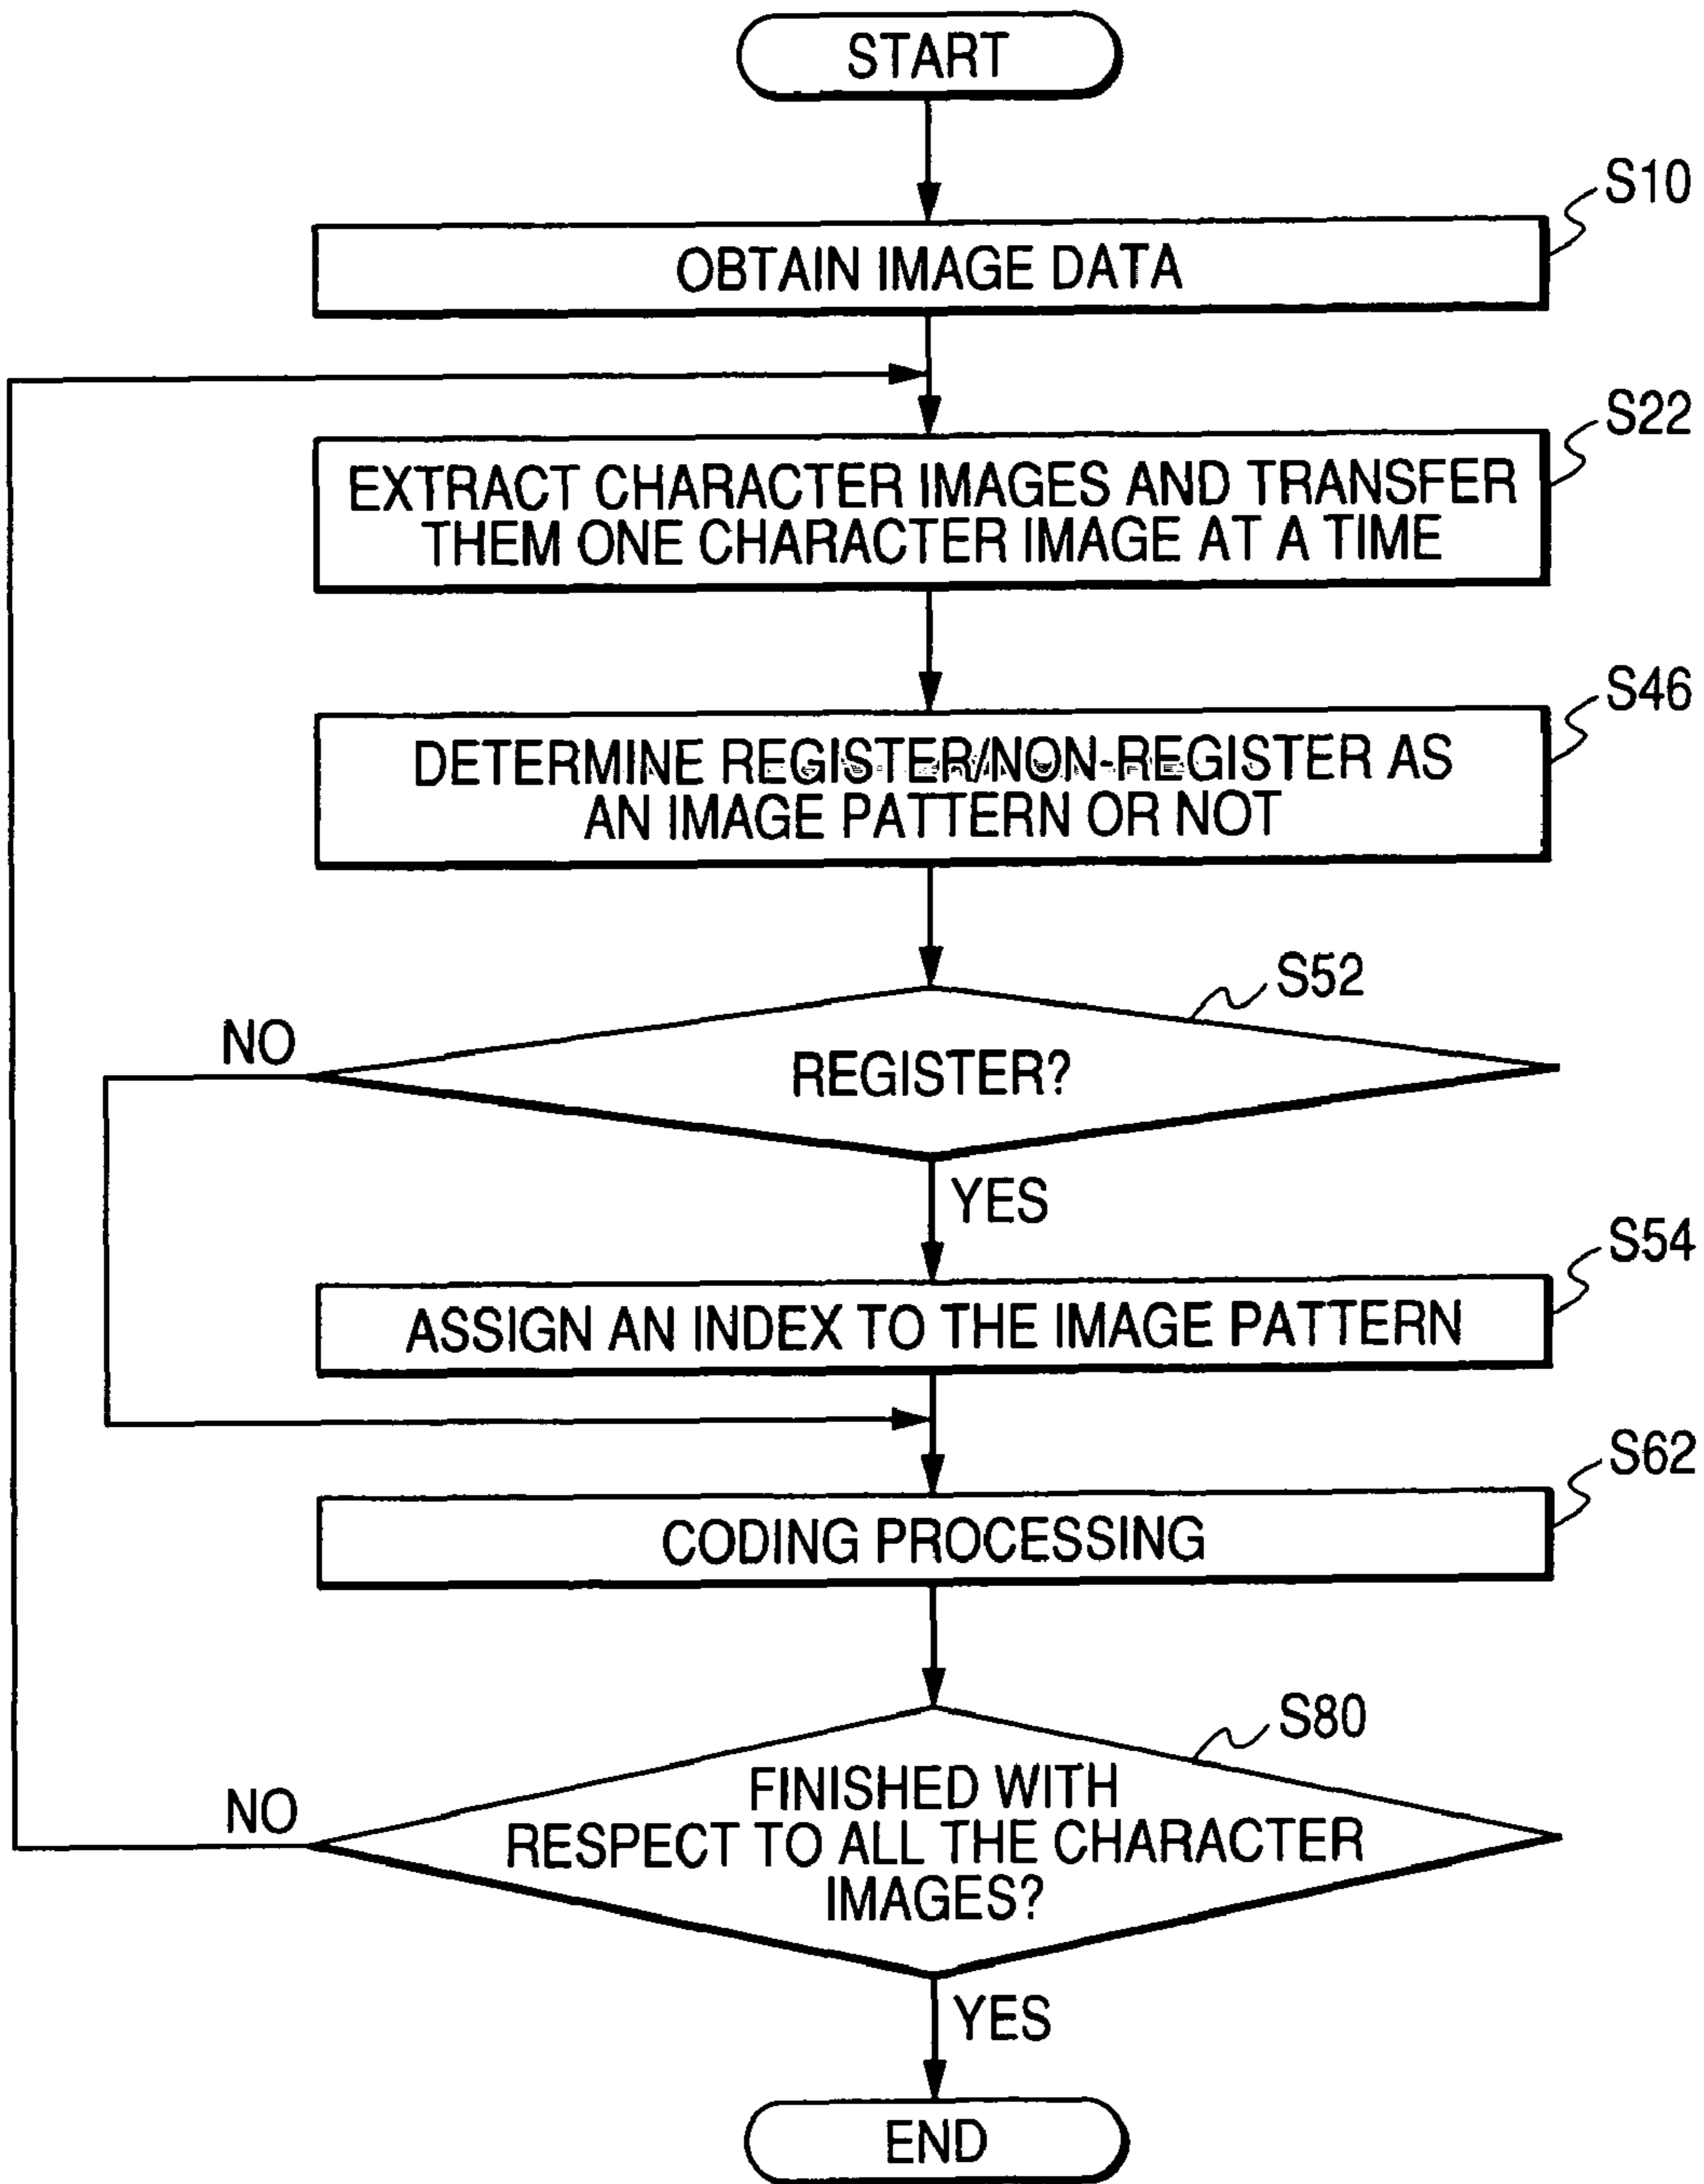 START
S10
OBTAIN IMAGE DATA
S22
EXTRACT CHARACTER IMAGES AND TRANSFER
THEM ONE CHARACTER IMAGE AT A TIME
S46
DETERMINE REGISTER/NON-REGISTER AS
AN IMAGE PATTERN OR NOT
S52
NO
REGISTER?
YES
S54
ASSIGN AN INDEX TO THE IMAGE PATTERN
S62
CODING PROCESSING
S80
NO
FINISHED WITH
RESPECT TO ALL THE CHARACTER
IMAGES?
YES
END